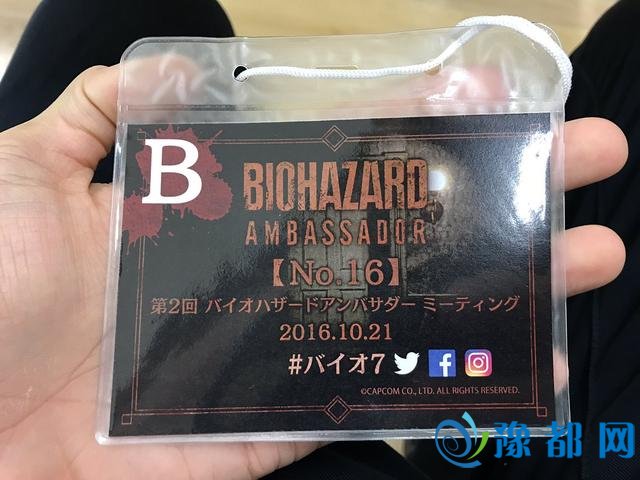 B
BIOHAZARD
AMBASSADOR
【No.16】
第2回 バイオハザードアンバサダー ミーティング
2016.10.21
#バイオ7
©CAPCOM CO., LTD. ALL RIGHTS RESERVED.
豫都网